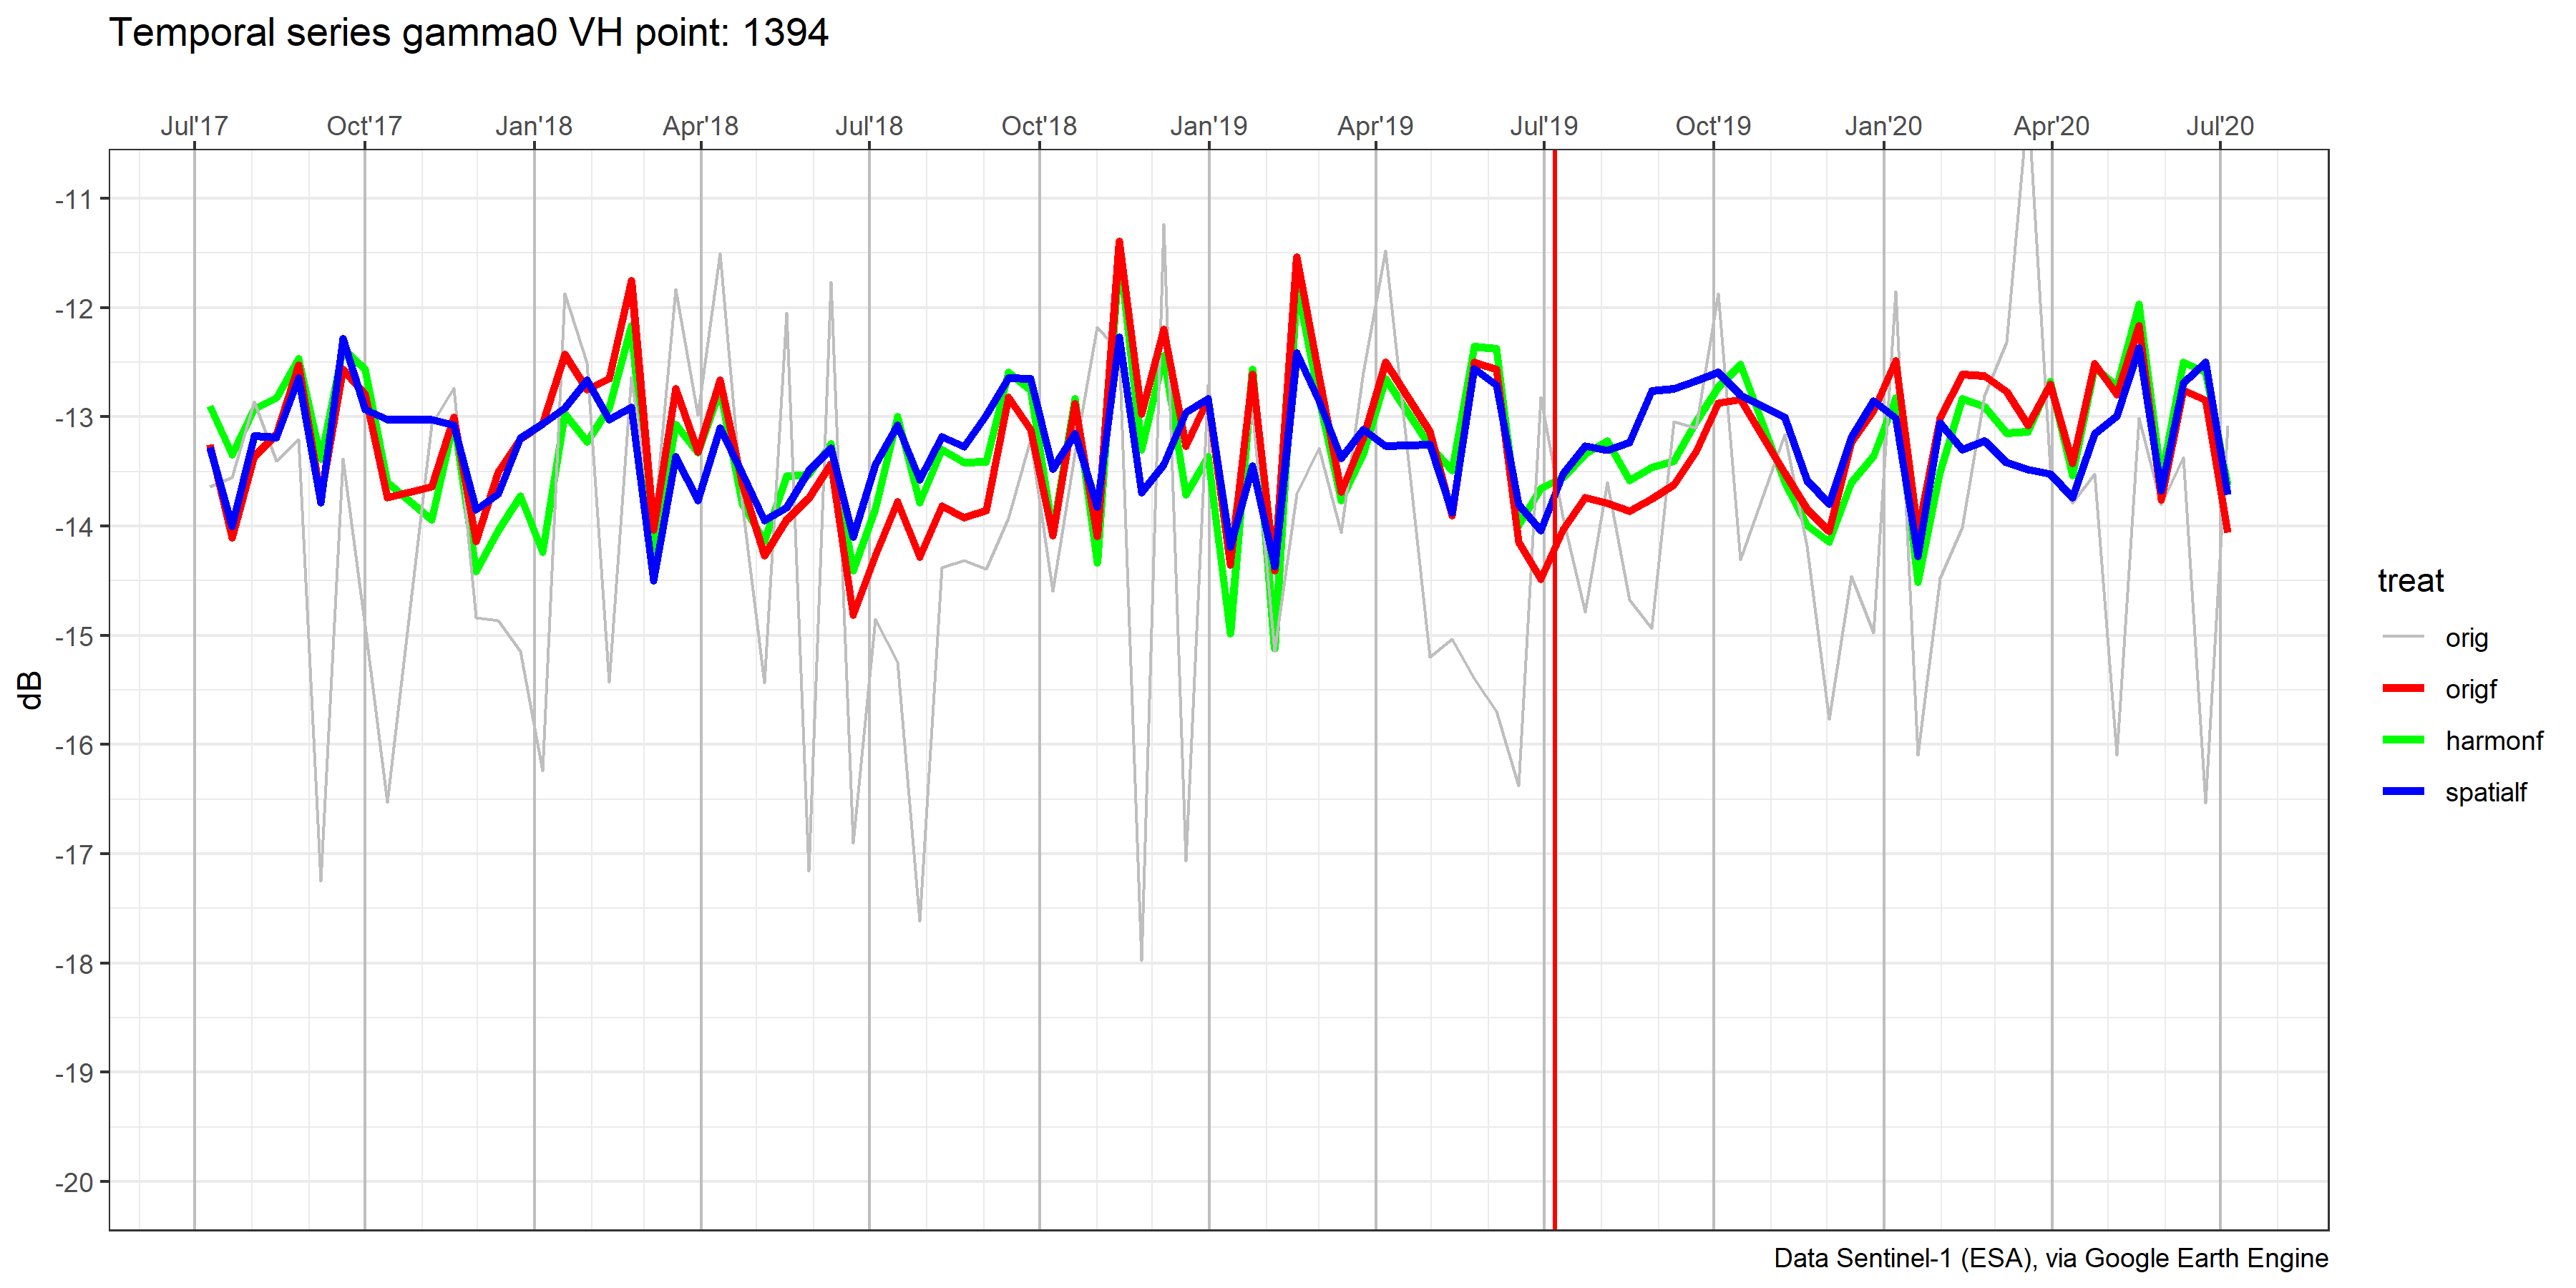 Temporal series gamma0 VH point: 1394
Jul'17 Oct'17 Jan'18 Apr'18 Jul'18 Oct'18 Jan'19 Apr'19 Jul'19 Oct'19 Jan'20 Apr'20 Jul'20
-11
-12
-13
-14
-15
-16
-17
-18
-19
-20
dB
treat
orig
origf
harmonf
spatialf
Data Sentinel-1 (ESA), via Google Earth Engine